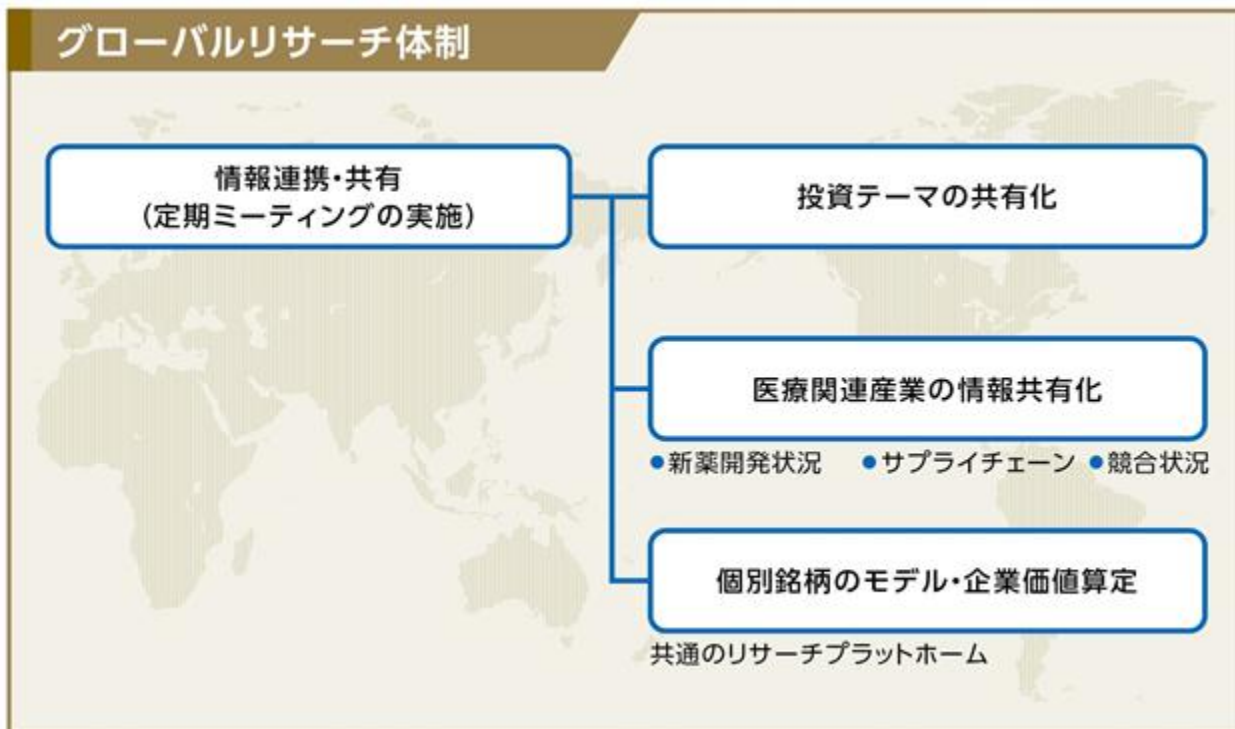 グローバルリサーチ体制
情報連携・共有
(定期ミーティングの実施)
投資テーマの共有化
医療関連産業の情報共有化
●新薬開発状況 ●サプライチェーン ●競合状況
個別銘柄のモデル・企業価値算定
共通のリサーチプラットホーム